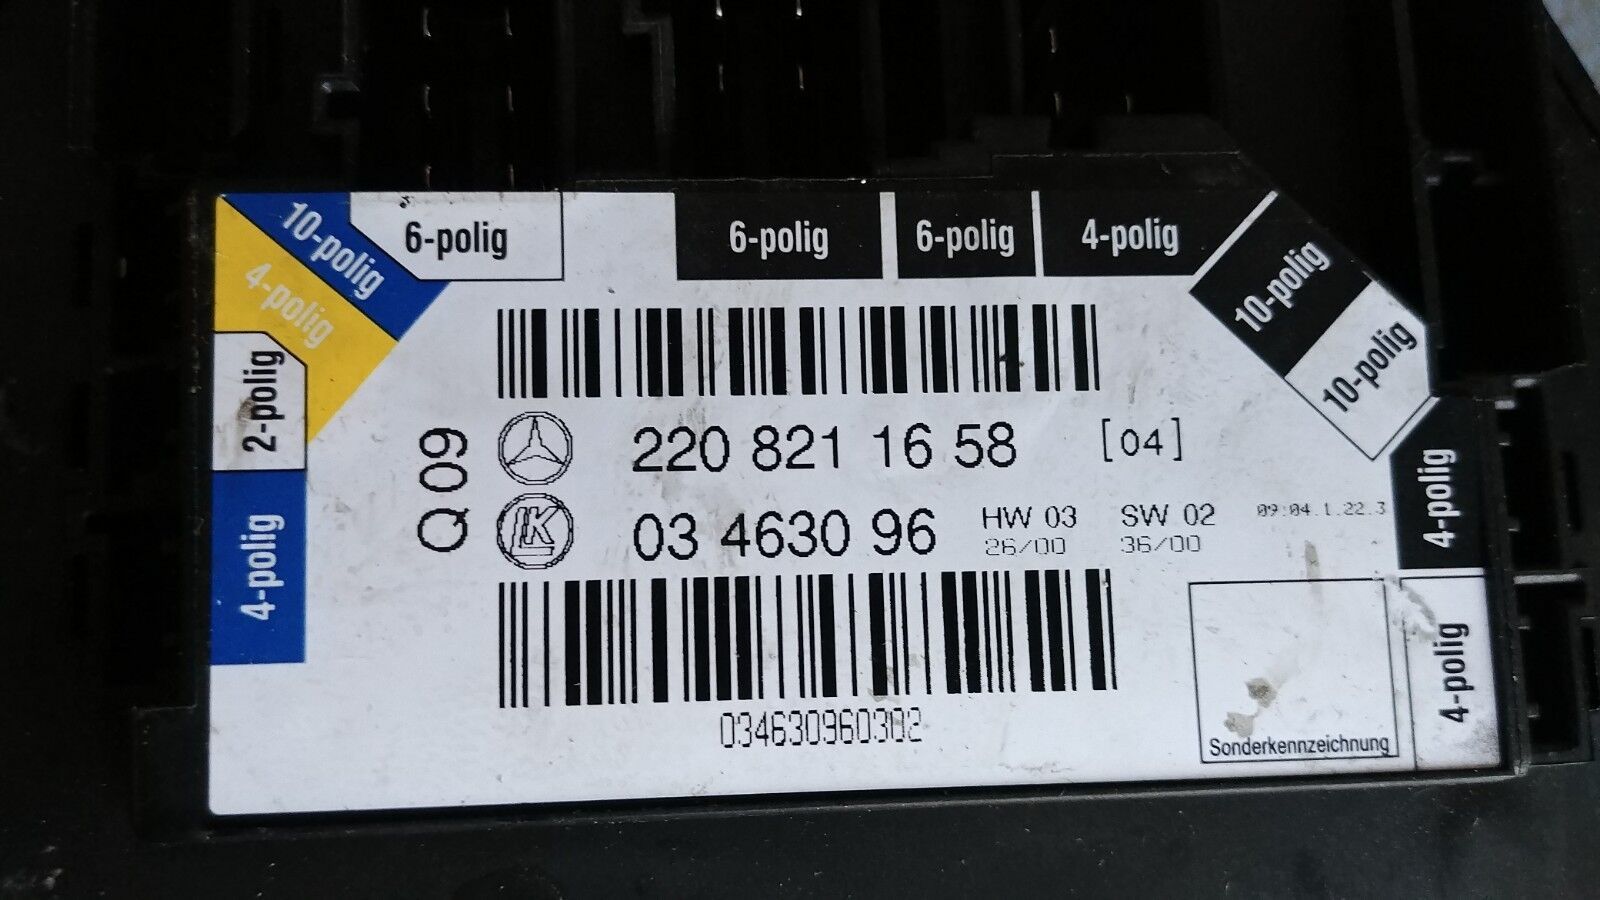 10-polig
6-polig
6-polig
6-polig
4-polig
10-polig
10-polig
4-polig
2-polig
4-polig
4-polig
4-polig
Q 09
220 821 16 58 [04]
LK
03 4630 96 HW 03 SW 02 09:04.1.22.3
26/00 36/00
034630960302
Sonderkennzeichnung